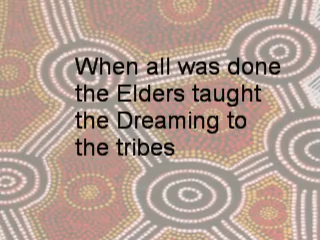 When all was done
the Elders taught
the Dreaming to
the tribes